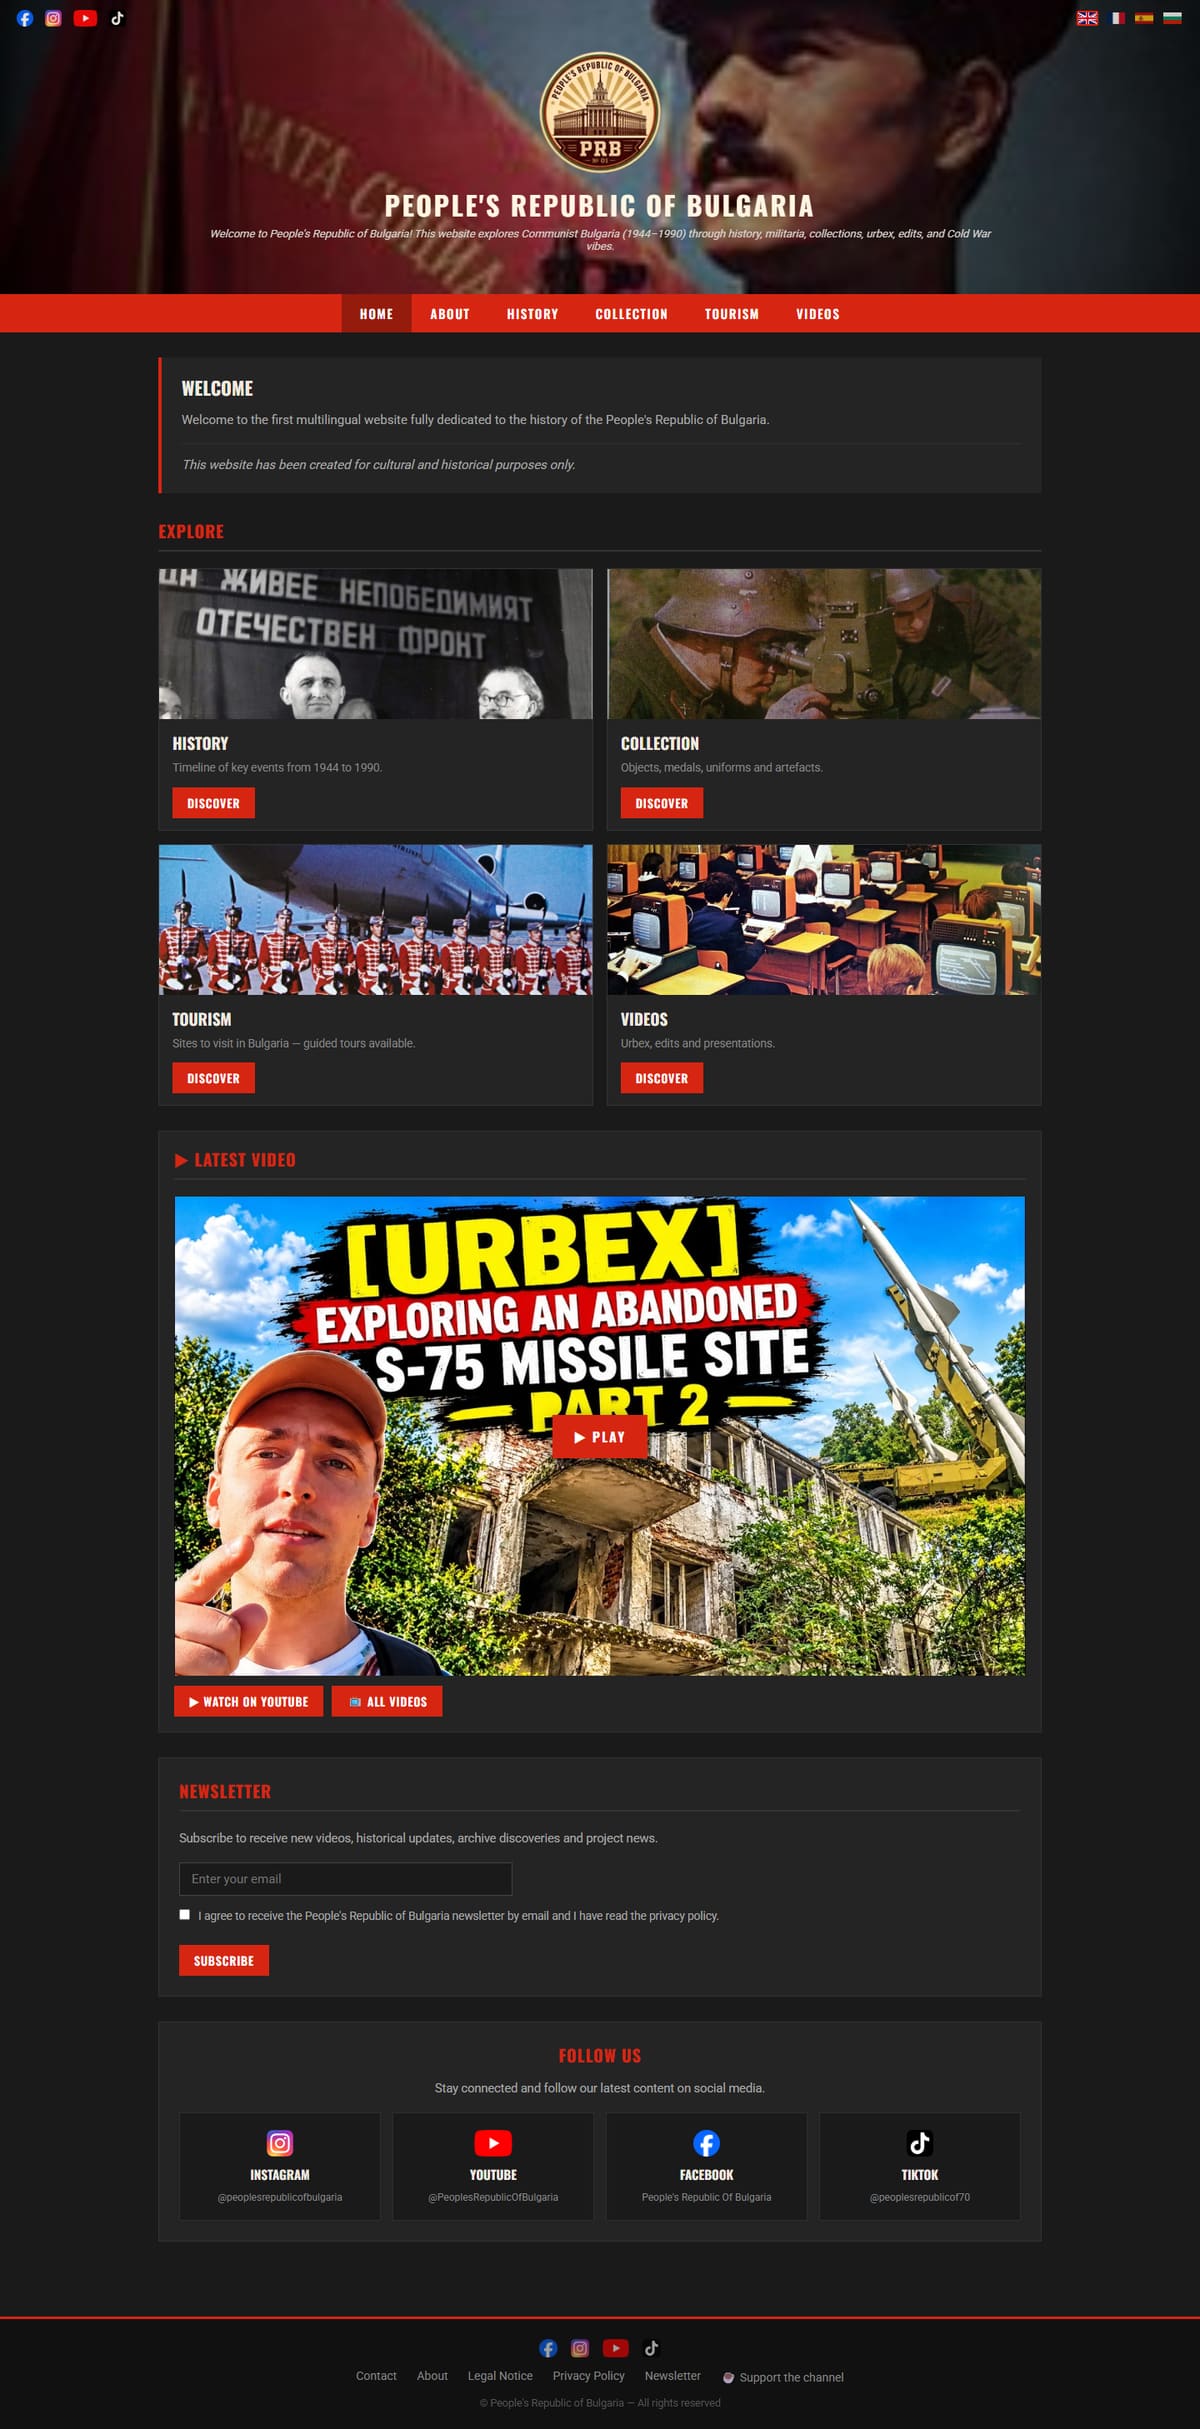 PEOPLE'S REPUBLIC OF BULGARIA
PRB
Nº 01
PEOPLE'S REPUBLIC OF BULGARIA
Welcome to People's Republic of Bulgaria! This website explores Communist Bulgaria (1944–1990) through history, militaria, collections, urbex, edits, and Cold War
vibes.
HOME ABOUT HISTORY COLLECTION TOURISM VIDEOS
WELCOME
Welcome to the first multilingual website fully dedicated to the history of the People's Republic of Bulgaria.
This website has been created for cultural and historical purposes only.
EXPLORE
ЖИВЕЕ НЕПОБЕДИМИЯТ
ОТЕЧЕСТВЕН ФРОНТ
HISTORY
Timeline of key events from 1944 to 1990.
DISCOVER
COLLECTION
Objects, medals, uniforms and artefacts.
DISCOVER
TOURISM
Sites to visit in Bulgaria — guided tours available.
DISCOVER
VIDEOS
Urbex, edits and presentations.
DISCOVER
▶ LATEST VIDEO
[URBEX]
EXPLORING AN ABANDONED
S-75 MISSILE SITE
PART 2
▶ PLAY
▶ WATCH ON YOUTUBE
📺 ALL VIDEOS
NEWSLETTER
Subscribe to receive new videos, historical updates, archive discoveries and project news.
Enter your email
I agree to receive the People's Republic of Bulgaria newsletter by email and I have read the privacy policy.
SUBSCRIBE
FOLLOW US
Stay connected and follow our latest content on social media.
INSTAGRAM
@peoplesrepublicofbulgaria
YOUTUBE
@PeoplesRepublicOfBulgaria
FACEBOOK
People's Republic Of Bulgaria
TIKTOK
@peoplesrepublicof70
Contact About Legal Notice Privacy Policy Newsletter Support the channel
© People's Republic of Bulgaria — All rights reserved